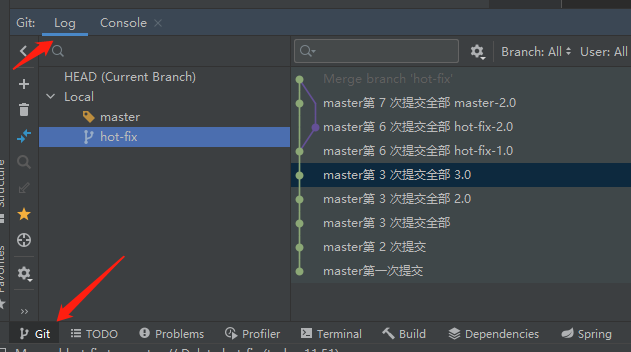 Git: Log Console
Branch: All User: All
HEAD (Current Branch)
Local
master
hot-fix
Merge branch 'hot-fix'
master第 7 次提交全部 master-2.0
master第 6 次提交全部 hot-fix-2.0
master第 6 次提交全部 hot-fix-1.0
master第 3 次提交全部 3.0
master第 3 次提交全部 2.0
master第 3 次提交全部
master第 2 次提交
master第一次提交
Structure
Favorites
Git TODO Problems Profiler Terminal Build Dependencies Spring